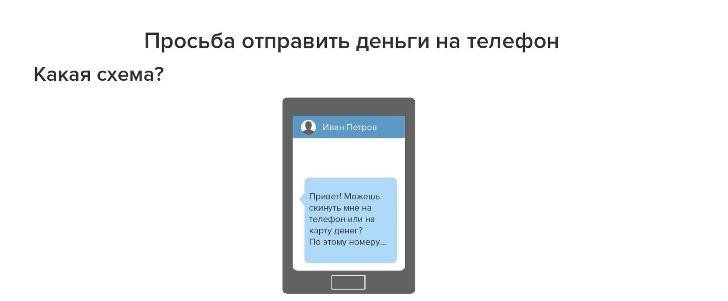 Просьба отправить деньги на телефон
Какая схема?
Иван Петров
Привет! Можешь
скинуть мне на
телефон или на
карту денег?
По этому номеру...